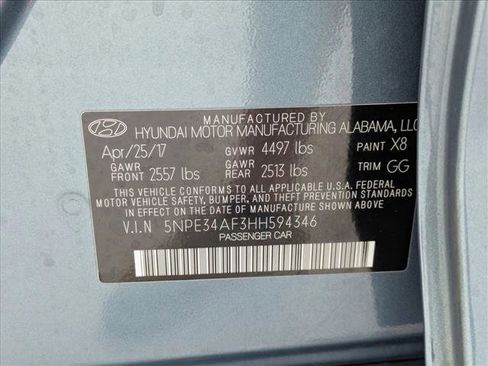 MANUFACTURED BY
HYUNDAI MOTOR MANUFACTURING ALABAMA, LLC
Apr/25/17 GVWR 4497 lbs PAINT X8
GAWR FRONT 2557 lbs GAWR REAR 2513 lbs TRIM GG
THIS VEHICLE CONFORMS TO ALL APPLICABLE U.S.A. FEDERAL
MOTOR VEHICLE SAFETY, BUMPER, AND THEFT PREVENTION
STANDARDS IN EFFECT ON THE DATE OF MANUFACTURE SHOWN ABOVE.
V.I.N 5NPE34AF3HH594346
PASSENGER CAR